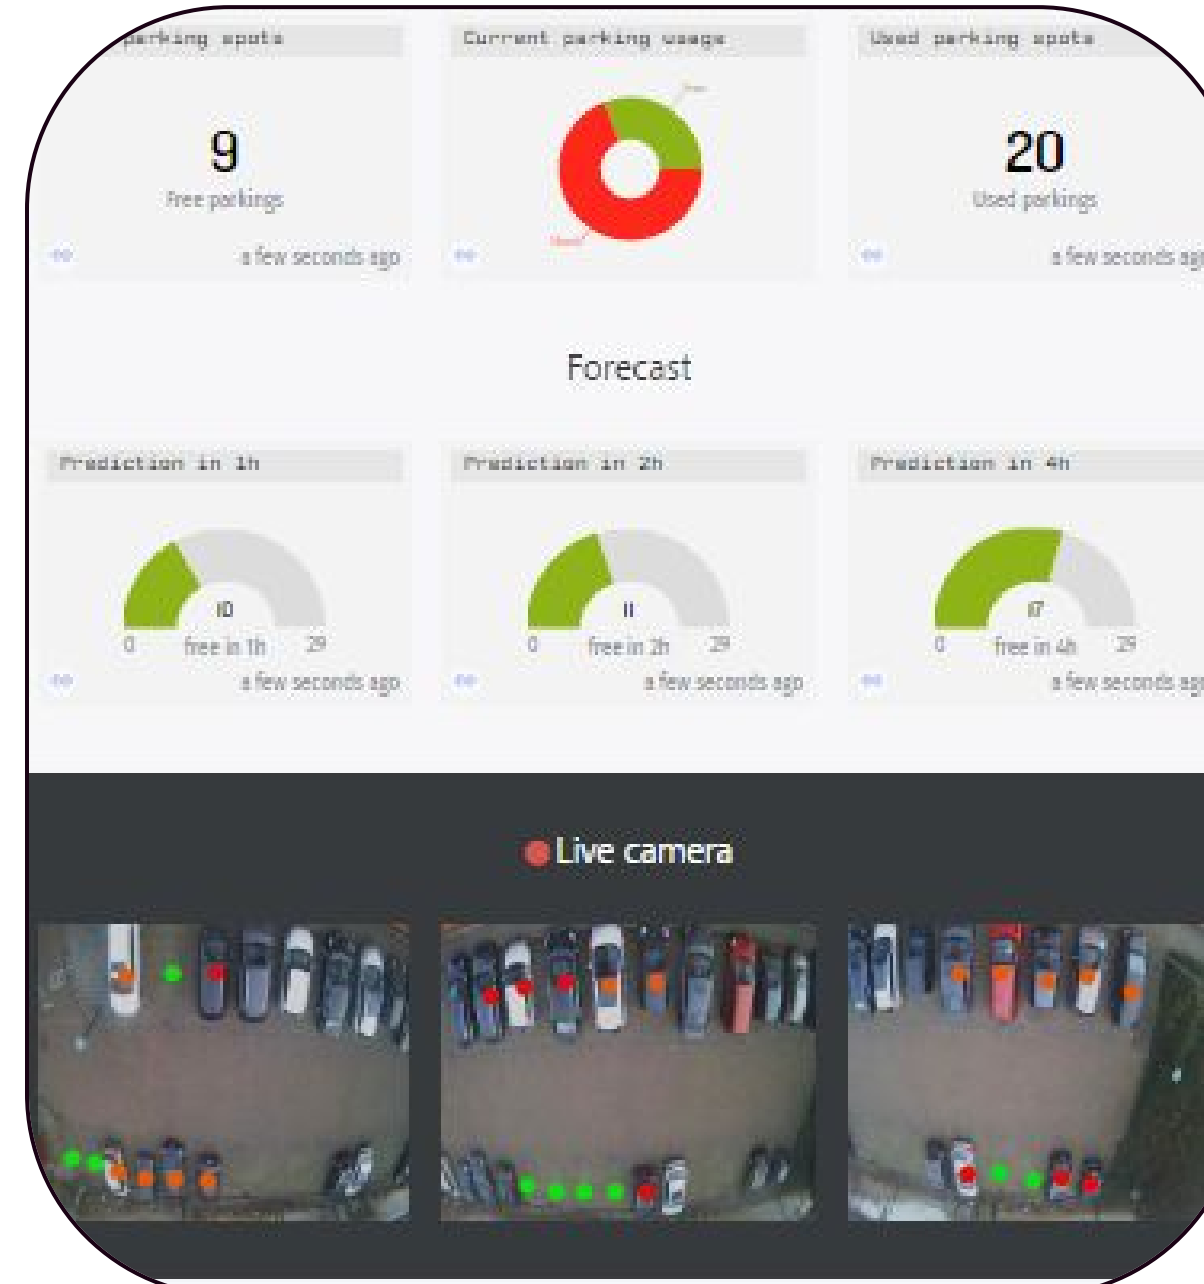 parking spots
Current parking usage
Used parking spots
9
Free parkings
20
Used parkings
a few seconds ago
a few seconds ag
Forecast
Prediction in 1h
Prediction in 2h
Prediction in 4h
10
11
17
0
free in 1h
29
0
free in 2h
29
0
free in 4h
29
a few seconds ago
a few seconds ago
a few seconds ag
Live camera